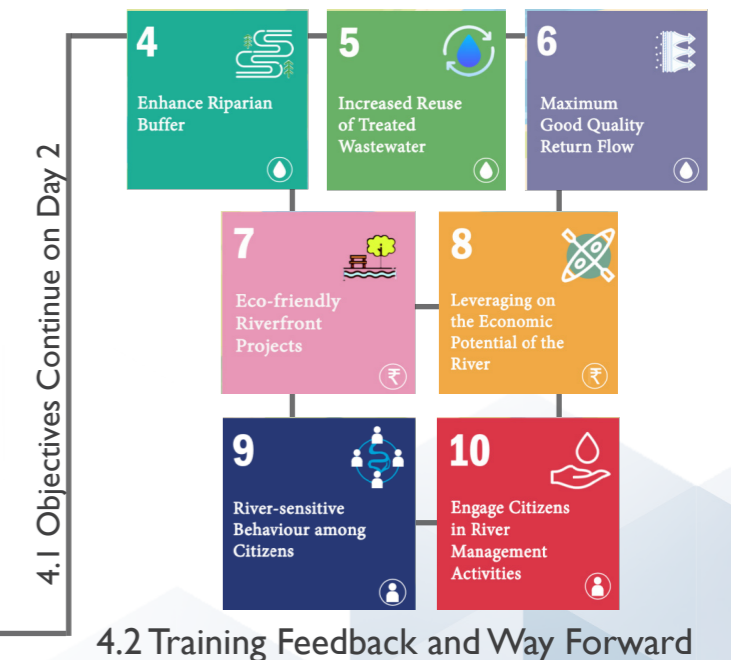 4.1 Objectives Continue on Day 2
4
Enhance Riparian
Buffer
5
Increased Reuse
of Treated
Wastewater
6
Maximum
Good Quality
Return Flow
7
Eco-friendly
Riverfront
Projects
₹
8
Leveraging on
the Economic
Potential of the
River
₹
9
River-sensitive
Behaviour among
Citizens
10
Engage Citizens
in River
Management
Activities
4.2 Training Feedback and Way Forward